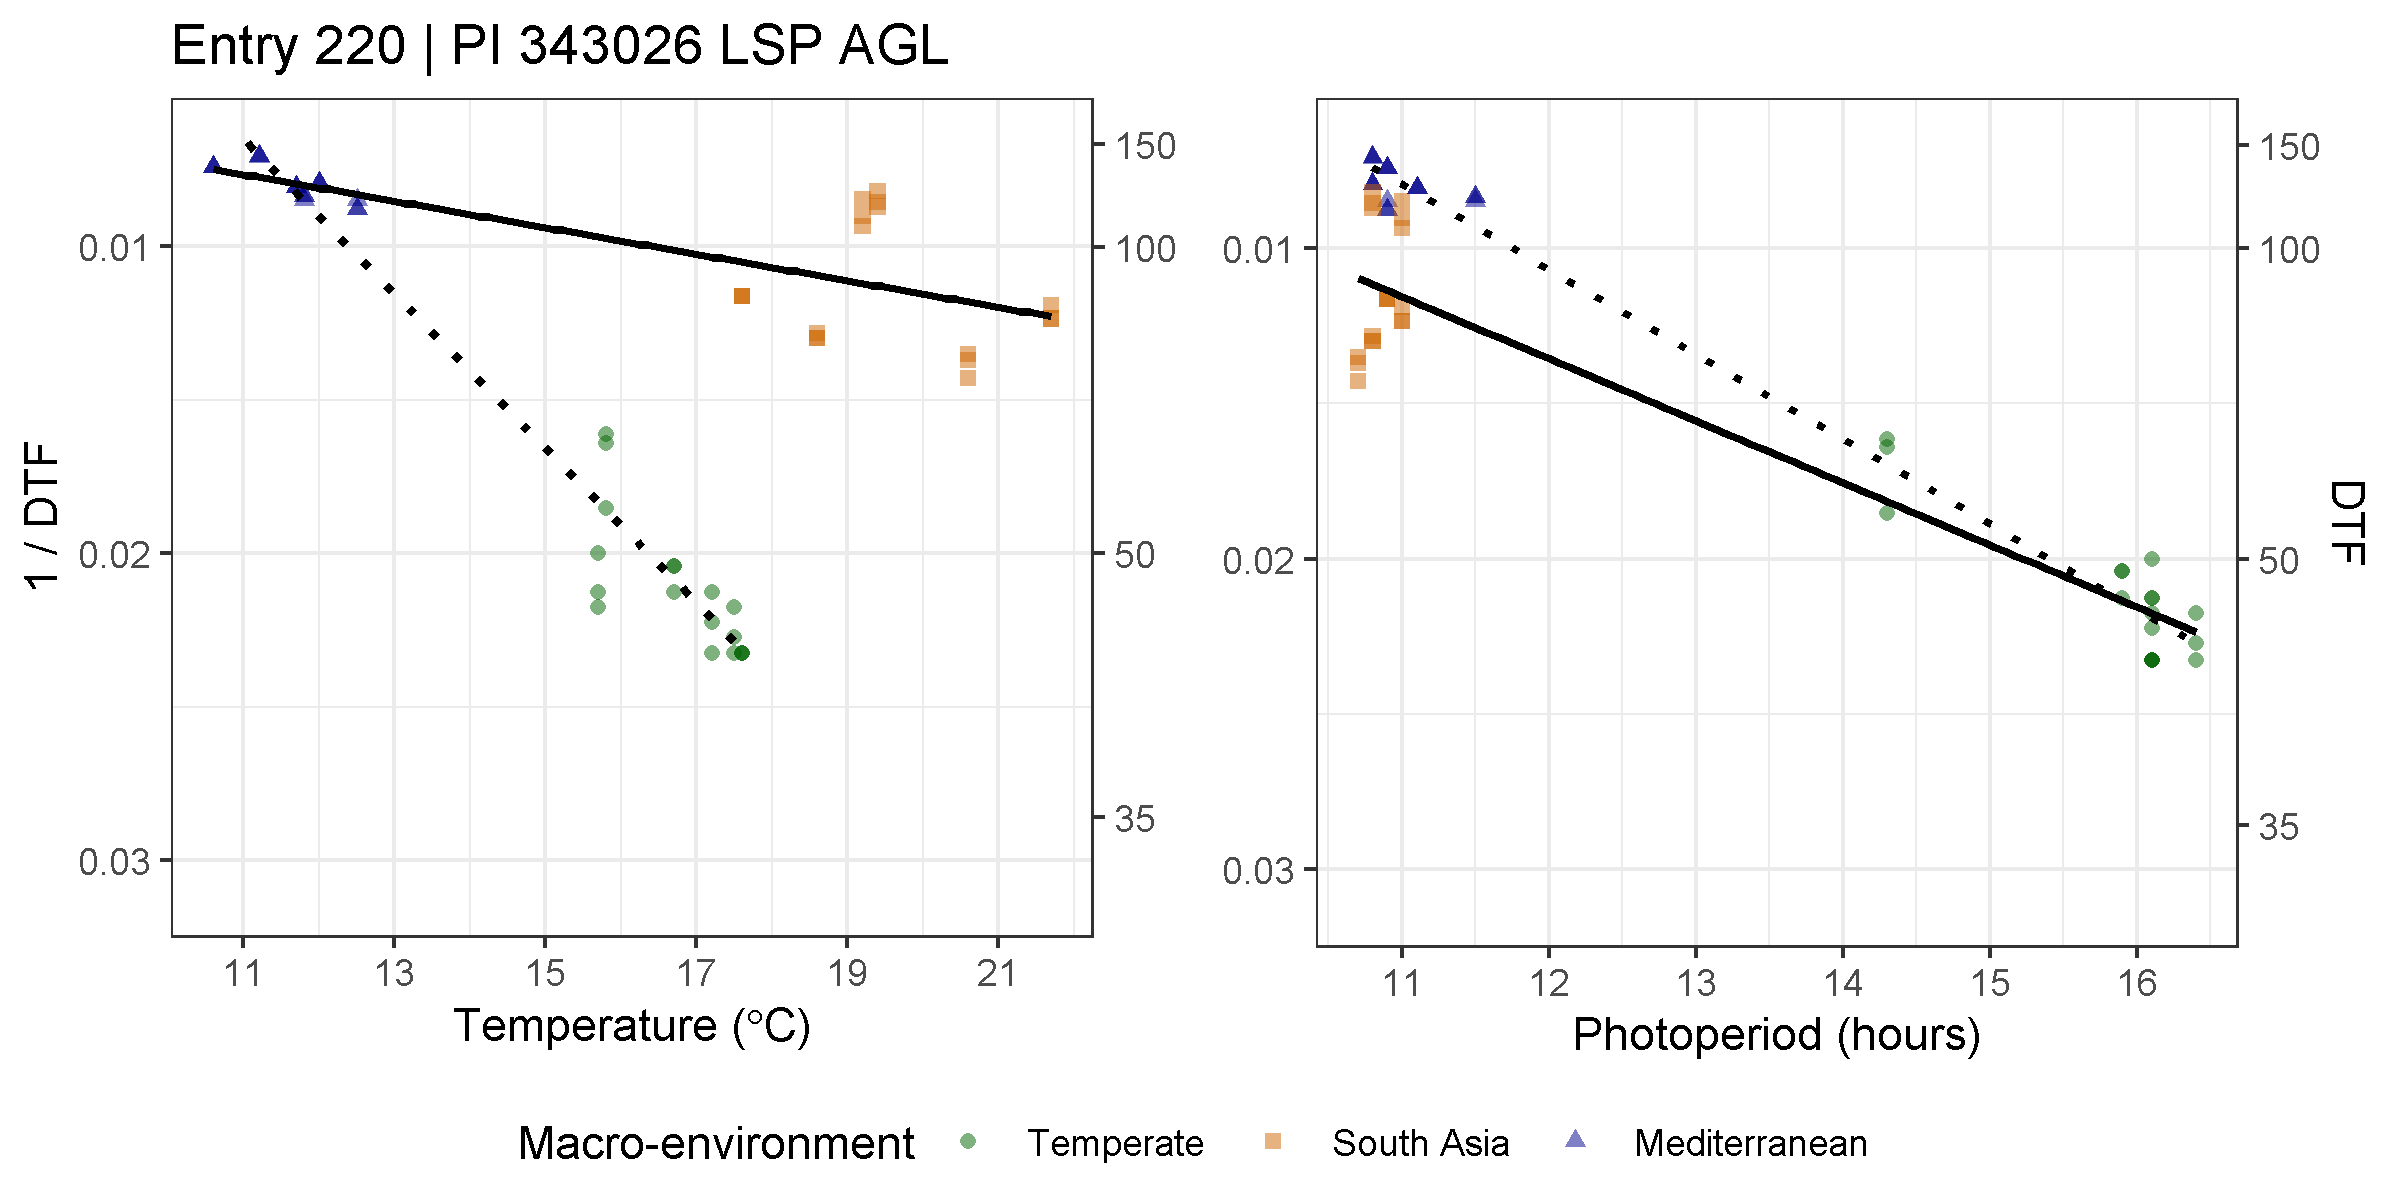 Entry 220 | PI 343026 LSP AGL
1 / DTF
0.01
0.02
0.03
150
100
50
35
11 13 15 17 19 21
Temperature (°C)
0.01
0.02
0.03
150
100
50
35
DTF
11 12 13 14 15 16
Photoperiod (hours)
Macro-environment Temperate South Asia Mediterranean